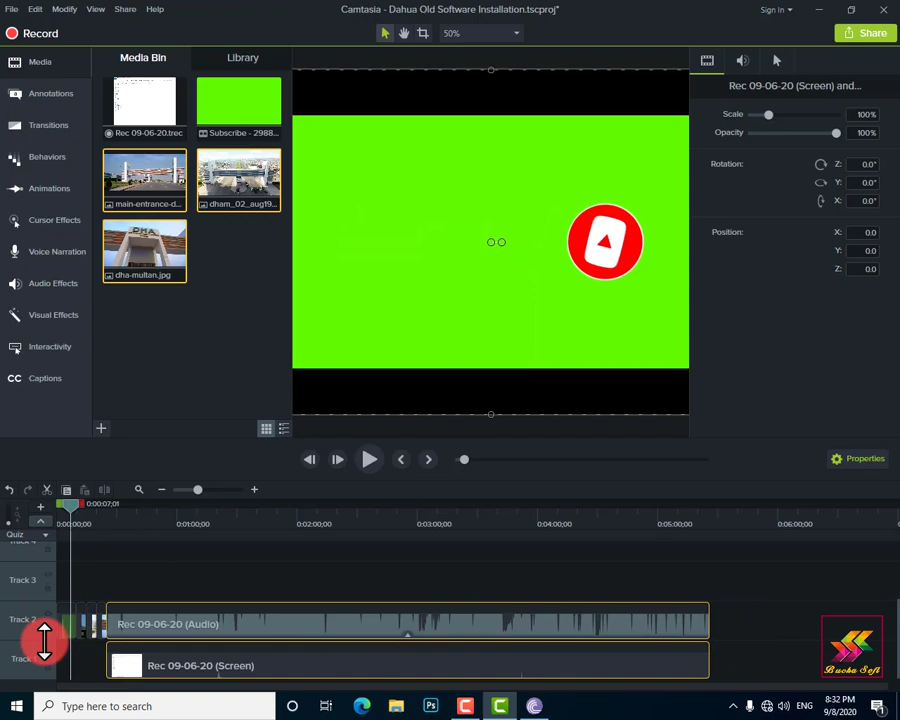 File Edit Modify View Share Help
Camtasia - Dahua Old Software Installation.tscproj*
Sign In
Record
50%
Share
Media
Annotations
Transitions
Behaviors
Animations
Cursor Effects
Voice Narration
Audio Effects
Visual Effects
Interactivity
CC Captions
Media Bin
Library
Rec 09-06-20.trec
Subscribe - 2988...
main-entrance-d...
dham_02_aug19...
dha-multan.jpg
Rec 09-06-20 (Screen) and...
Scale 100%
Opacity 100%
Rotation: Z: 0.0°
Y: 0.0°
X: 0.0°
Position: X: 0.0
Y: 0.0
Z: 0.0
Properties
0:00:07;01
0:00:00;00 0:01:00;00 0:02:00;00 0:03:00;00 0:04:00;00 0:05:00;00 0:06:00;00
Quiz
Track 4
Track 3
Track 2
Rec 09-06-20 (Audio)
Track
Rec 09-06-20 (Screen)
Bucha Soft
Type here to search
Ps
ENG
8:32 PM
9/8/2020